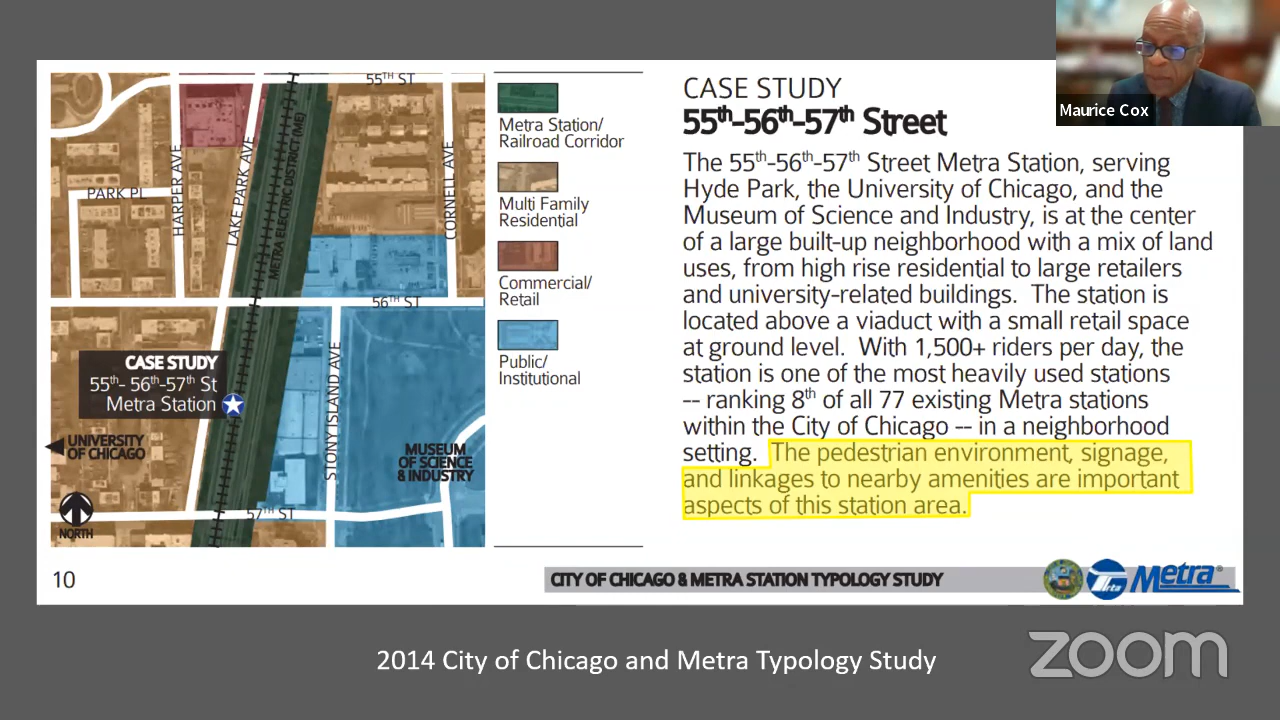 Maurice Cox
55TH ST
PARK PL
HARPER AVE
LAKE PARK AVE
METRA ELECTRIC DISTRICT (ME)
CORNELL AVE
56TH ST
CASE STUDY
55th- 56th-57th St
Metra Station
UNIVERSITY
OF CHICAGO
STONY ISLAND AVE
MUSEUM
OF SCIENCE
& INDUSTRY
57TH ST
NORTH
Metra Station/
Railroad Corridor
Multi Family
Residential
Commercial/
Retail
Public/
Institutional
CASE STUDY
55th-56th-57th Street
The 55th-56th-57th Street Metra Station, serving
Hyde Park, the University of Chicago, and the
Museum of Science and Industry, is at the center
of a large built-up neighborhood with a mix of land
uses, from high rise residential to large retailers
and university-related buildings. The station is
located above a viaduct with a small retail space
at ground level. With 1,500+ riders per day, the
station is one of the most heavily used stations
-- ranking 8th of all 77 existing Metra stations
within the City of Chicago -- in a neighborhood
setting. The pedestrian environment, signage,
and linkages to nearby amenities are important
aspects of this station area.
10
CITY OF CHICAGO & METRA STATION TYPOLOGY STUDY
rta
Metra
2014 City of Chicago and Metra Typology Study
zoom